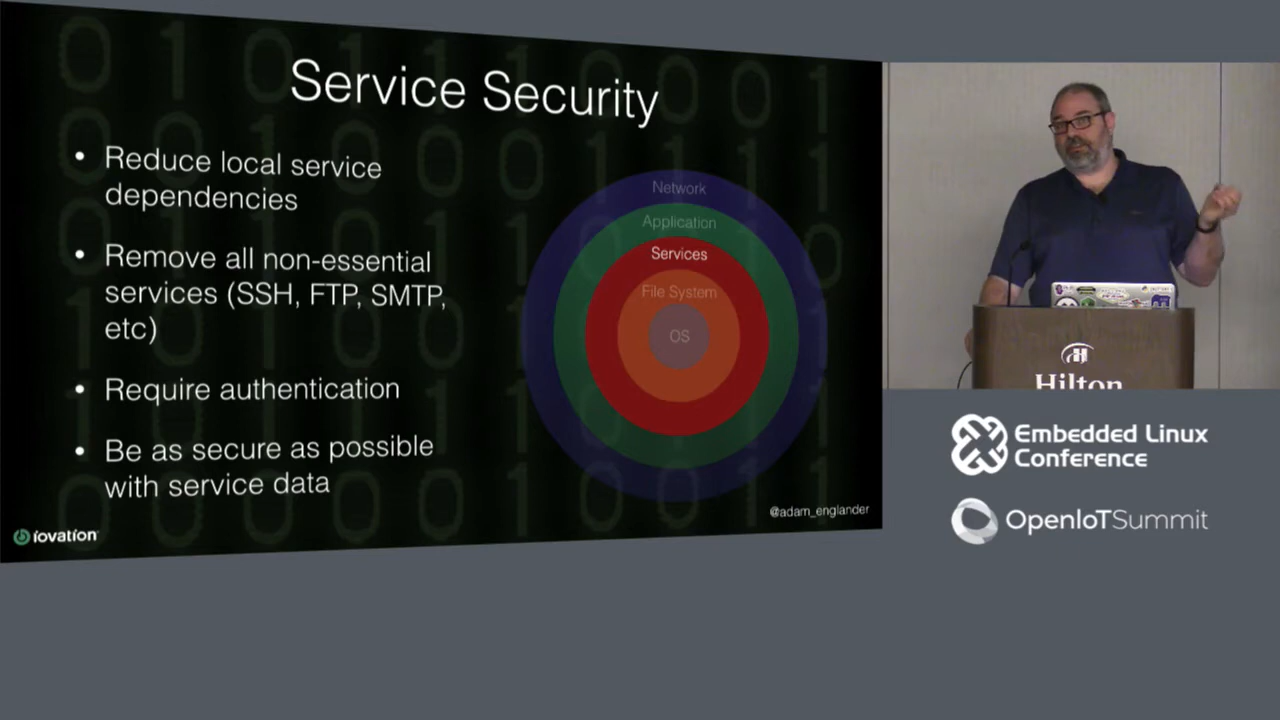 Service Security
• Reduce local service
dependencies
• Remove all non-essential
services (SSH, FTP, SMTP,
etc)
• Require authentication
• Be as secure as possible
with service data
Network
Application
Services
File System
OS
@adam_englander
iovation
Hilton
Embedded Linux
Conference
OpenIoTSummit